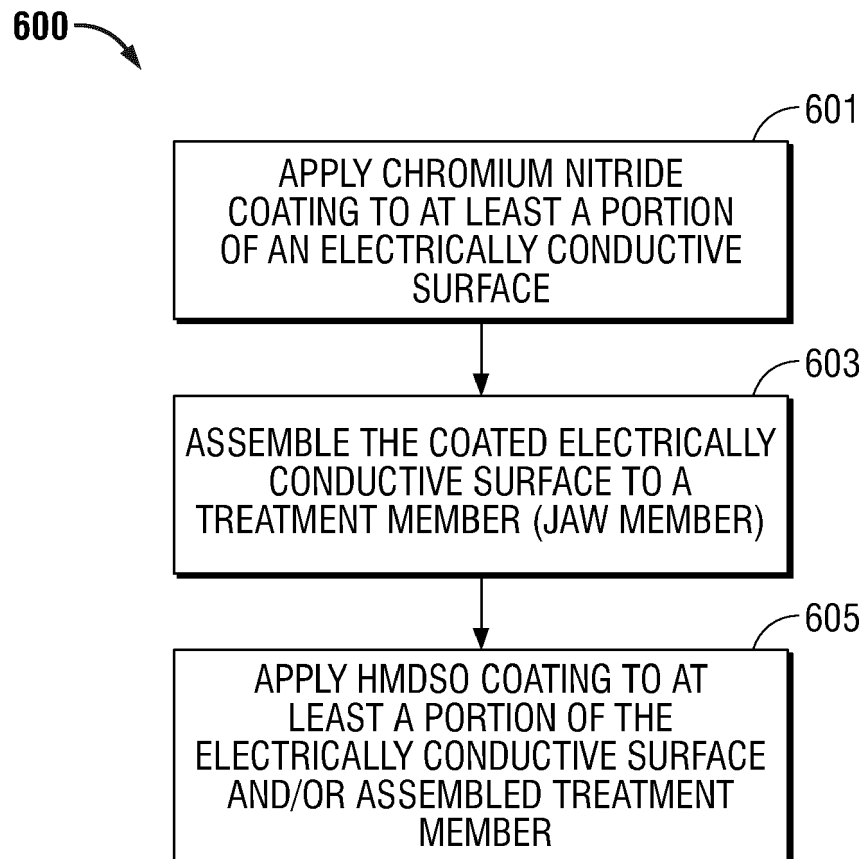 600
601
APPLY CHROMIUM NITRIDE
COATING TO AT LEAST A PORTION
OF AN ELECTRICALLY CONDUCTIVE
SURFACE
603
ASSEMBLE THE COATED ELECTRICALLY
CONDUCTIVE SURFACE TO A
TREATMENT MEMBER (JAW MEMBER)
605
APPLY HMDSO COATING TO AT
LEAST A PORTION OF THE
ELECTRICALLY CONDUCTIVE SURFACE
AND/OR ASSEMBLED TREATMENT
MEMBER